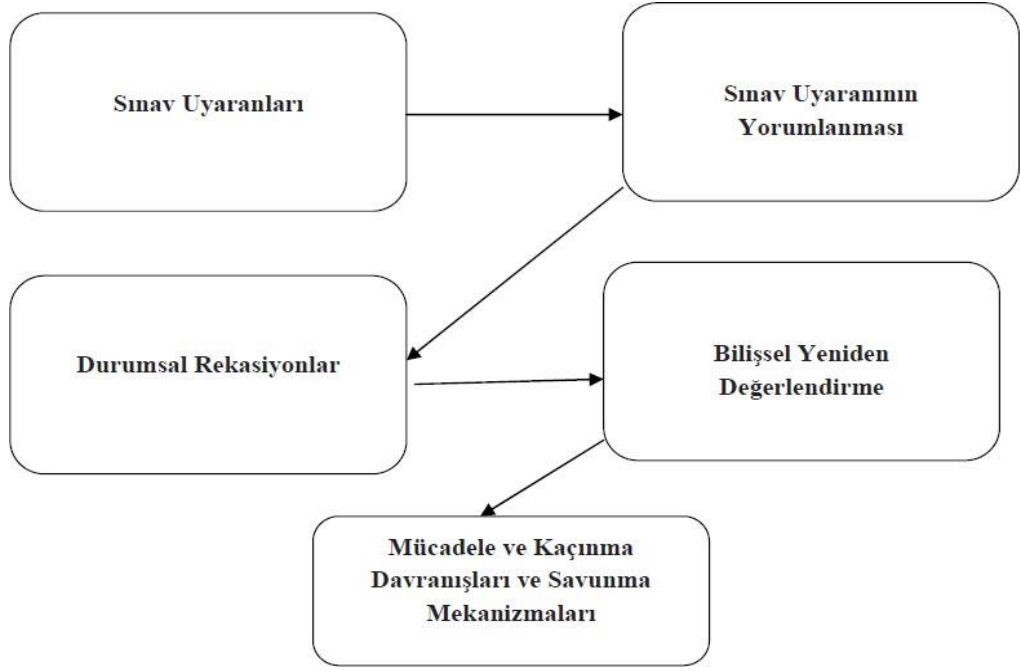 Sınav Uyaranları
Sınav Uyaranının
Yorumlanması
Durumsal Rekasiyonlar
Bilişsel Yeniden
Değerlendirme
Mücadele ve Kaçınma
Davranışları ve Savunma
Mekanizmaları